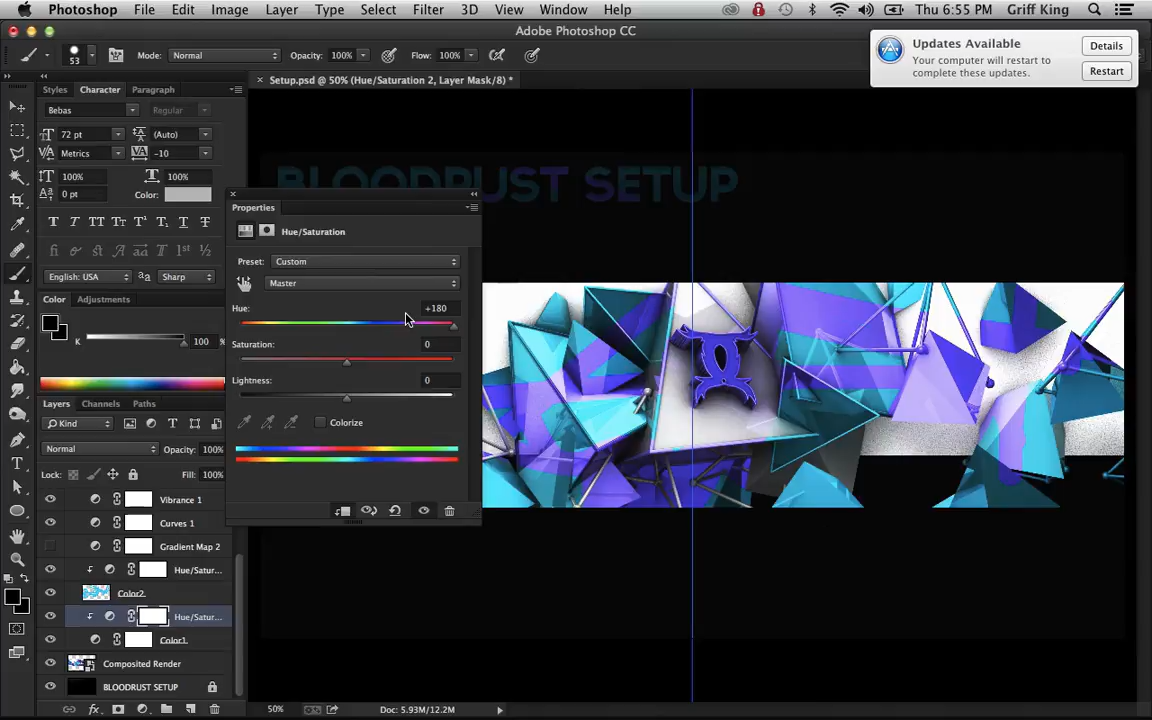 Photoshop File Edit Image Layer Type Select Filter 3D View Window Help Thu 6:55 PM Griff King
Adobe Photoshop CC
53 Mode: Normal Opacity: 100% Flow: 100%
Updates Available
Your computer will restart to
complete these updates.
Details
Restart
Setup.psd @ 50% (Hue/Saturation 2, Layer Mask/8) *
Styles Character Paragraph
Bebas Regular
72 pt (Auto)
Metrics -10
100% 100%
0 pt Color:
English: USA Sharp
Color Adjustments
K 100 %
BLOODRUST SETUP
Properties
Hue/Saturation
Preset: Custom
Master
Hue: +180
Saturation: 0
Lightness: 0
Colorize
Layers Channels Paths
Kind
Normal Opacity: 100%
Lock: Fill: 100%
Vibrance 1
Curves 1
Gradient Map 2
Hue/Satur...
Color2.
Hue/Satur...
Color1.
Composited Render
BLOODRUST SETUP
50% Doc: 5.93M/12.2M